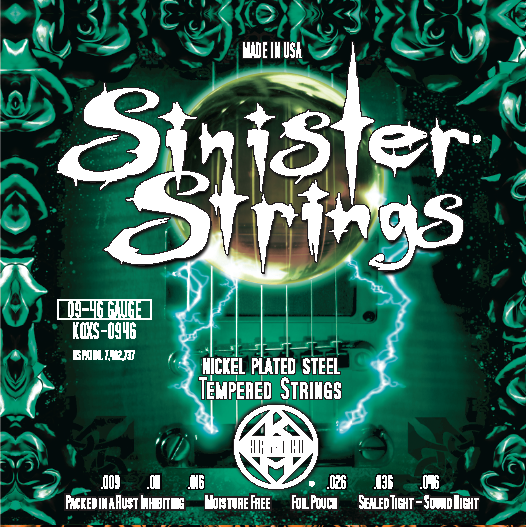 MADE IN USA
Sinister
Strings
09-46 GAUGE
KQXS-0946
US PAT.NO. 7,982,737
NICKEL PLATED STEEL
TEMPERED STRINGS
.009 .011 .016 .026 .036 .046
PACKED IN A RUST INHIBITING MOISTURE FREE FOIL POUCH SEALED TIGHT - SOUND RIGHT